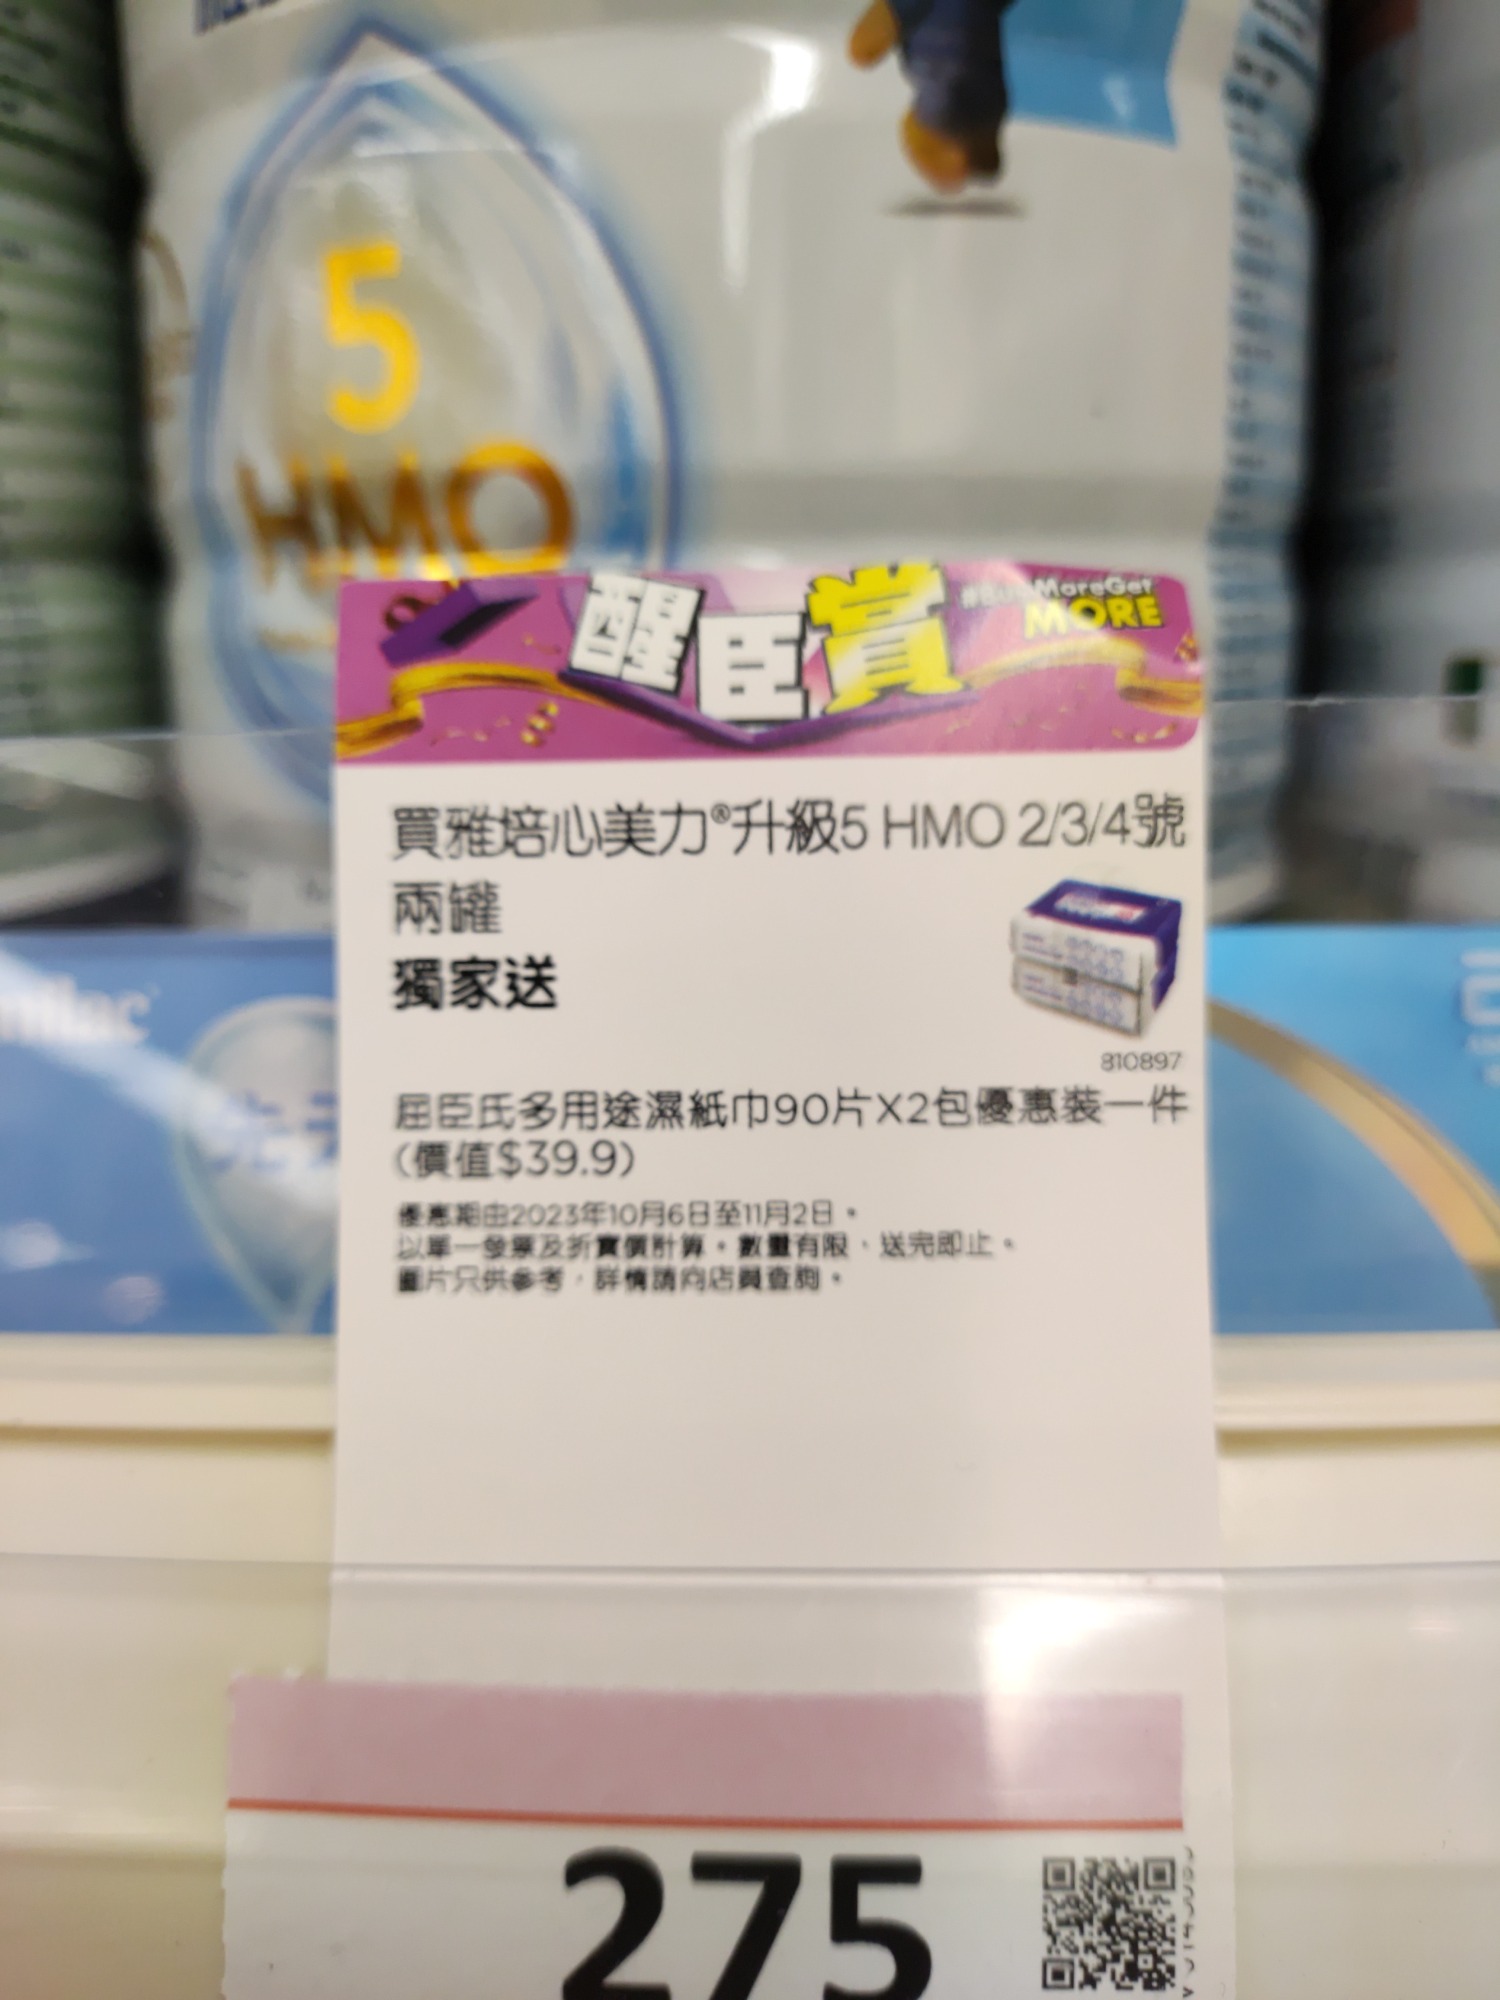 5
HMO
臣賞
MORE
買雅培心美力®升級5 HMO 2/3/4號
兩罐
獨家送
810897
屈臣氏多用途濕紙巾90片X2包優惠裝一件
(價值$39.9)
優惠期由2023年10月6日至11月2日。
以單一發票及折實價計算。數量有限，送完即止。
圖片只供參考，詳情請向店員查詢。
275